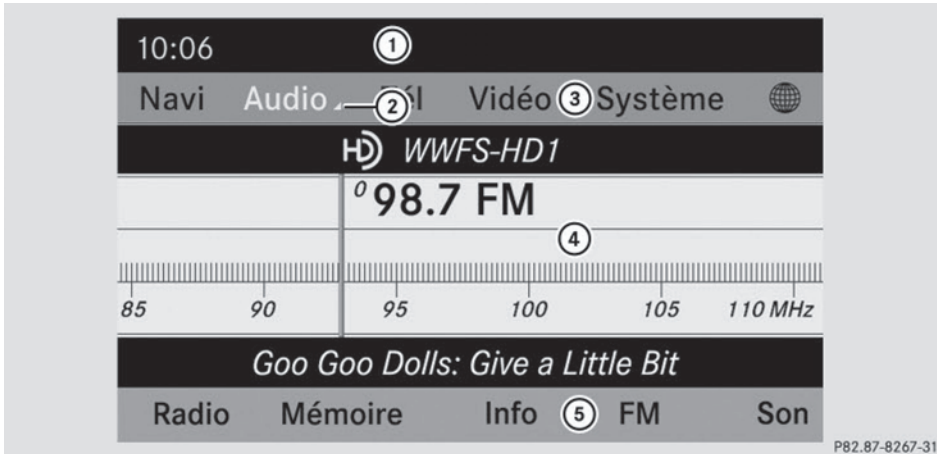 10:06 1
Navi Audio 2 él Vidéo 3 Système
HD WWFS-HD1
0 98.7 FM
4
85 90 95 100 105 110 MHz
Goo Goo Dolls: Give a Little Bit
Radio Mémoire Info 5 FM Son
P82.87-8267-31